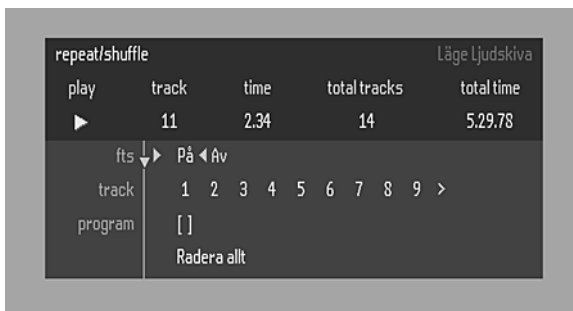 repeat/shuffle Läge Ljudskiva
play track time total tracks total time
11 2.34 14 5.29.78
fts På Av
track 1 2 3 4 5 6 7 8 9 >
program [ ]
Radera allt